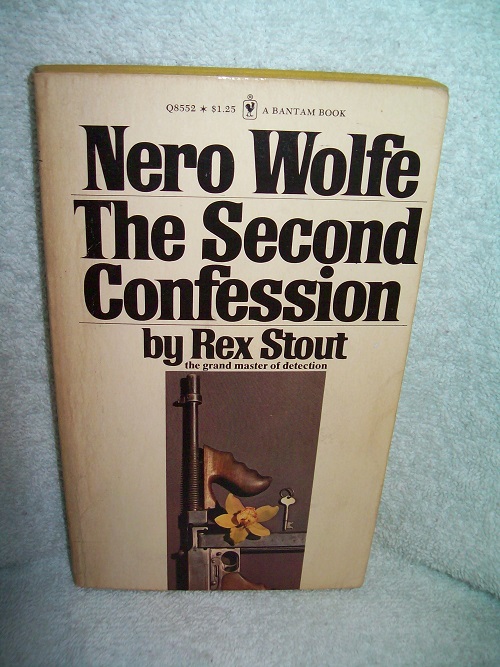 Q8552 * $1.25 ® A BANTAM BOOK
Nero Wolfe
The Second
Confession
by Rex Stout
the grand master of detection